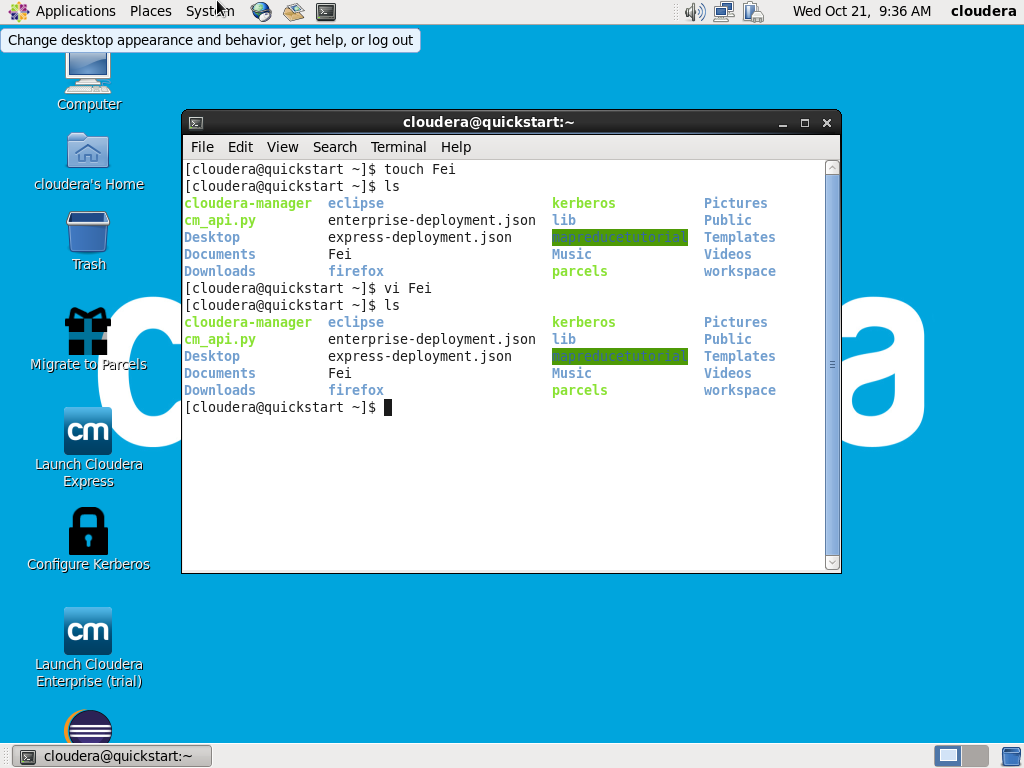 Applications Places System Wed Oct 21, 9:36 AM cloudera
Change desktop appearance and behavior, get help, or log out
Computer
cloudera's Home
Trash
Migrate to Parcels
cm
Launch Cloudera
Express
Configure Kerberos
cm
Launch Cloudera
Enterprise (trial)
cloudera@quickstart:~
File Edit View Search Terminal Help
[cloudera@quickstart ~]$ touch Fei
[cloudera@quickstart ~]$ ls
cloudera-manager eclipse kerberos Pictures
cm_api.py enterprise-deployment.json lib Public
Desktop express-deployment.json mapreducetutorial Templates
Documents Fei Music Videos
Downloads firefox parcels workspace
[cloudera@quickstart ~]$ vi Fei
[cloudera@quickstart ~]$ ls
cloudera-manager eclipse kerberos Pictures
cm_api.py enterprise-deployment.json lib Public
Desktop express-deployment.json mapreducetutorial Templates
Documents Fei Music Videos
Downloads firefox parcels workspace
[cloudera@quickstart ~]$
c a
cloudera@quickstart:~